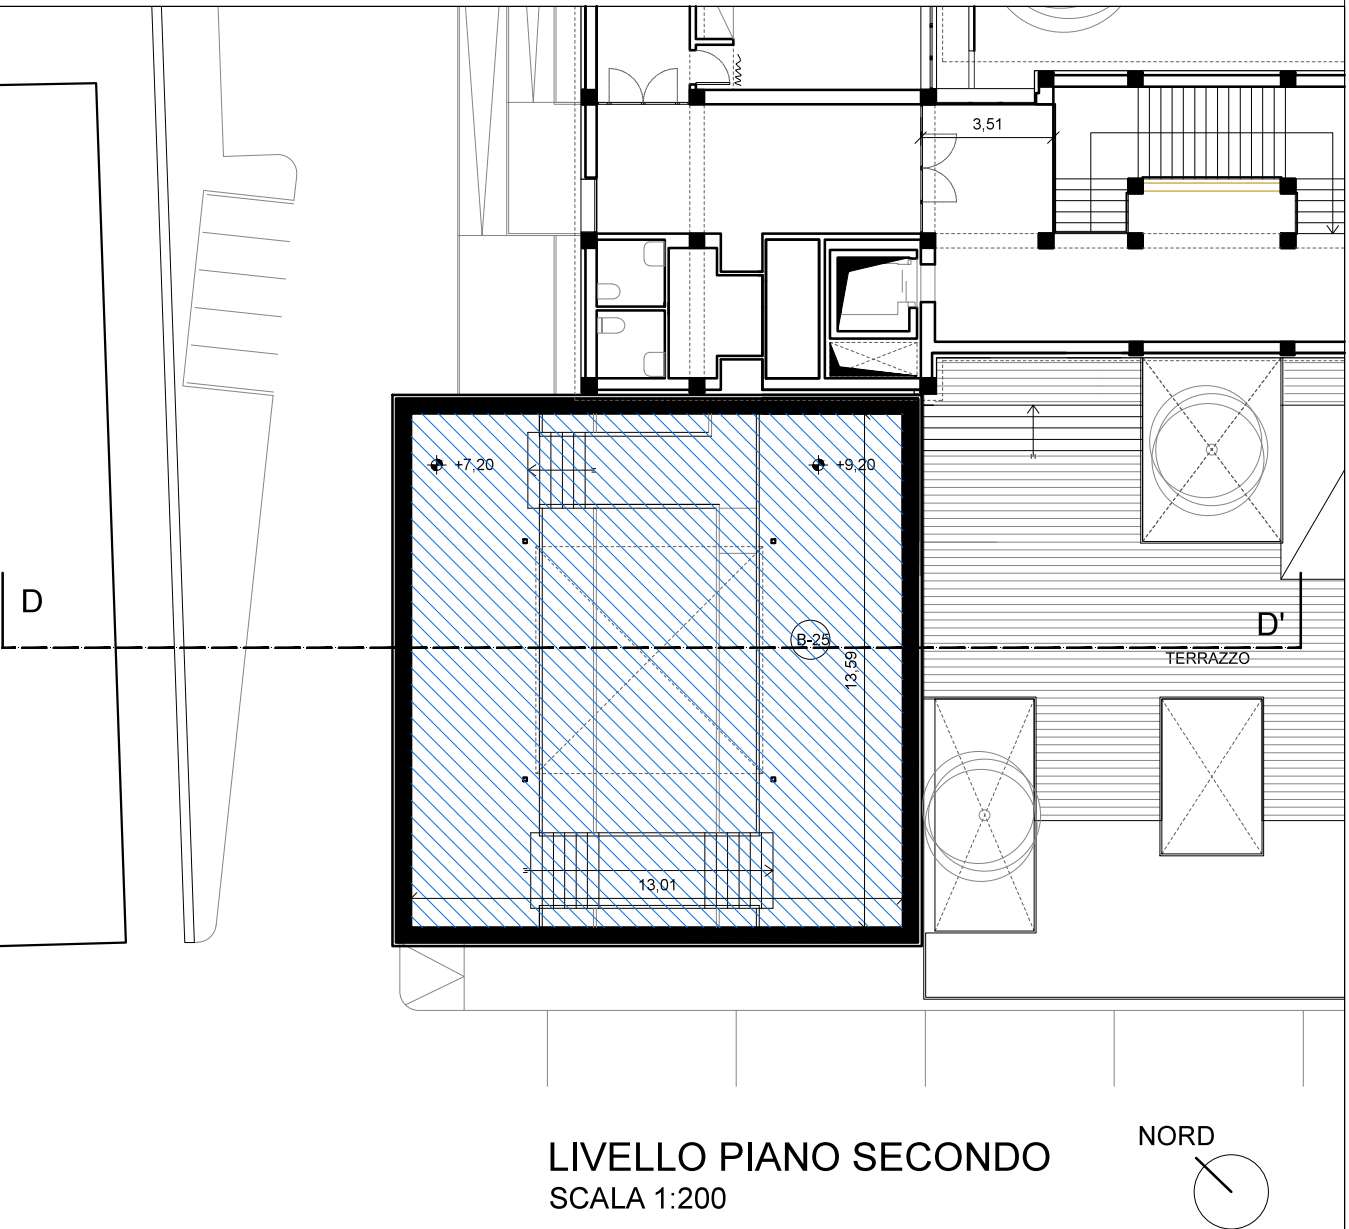 3,51
+7,20
+9,20
D
B-25
D'
13,59
TERRAZZO
13,01
NORD
LIVELLO PIANO SECONDO
SCALA 1:200